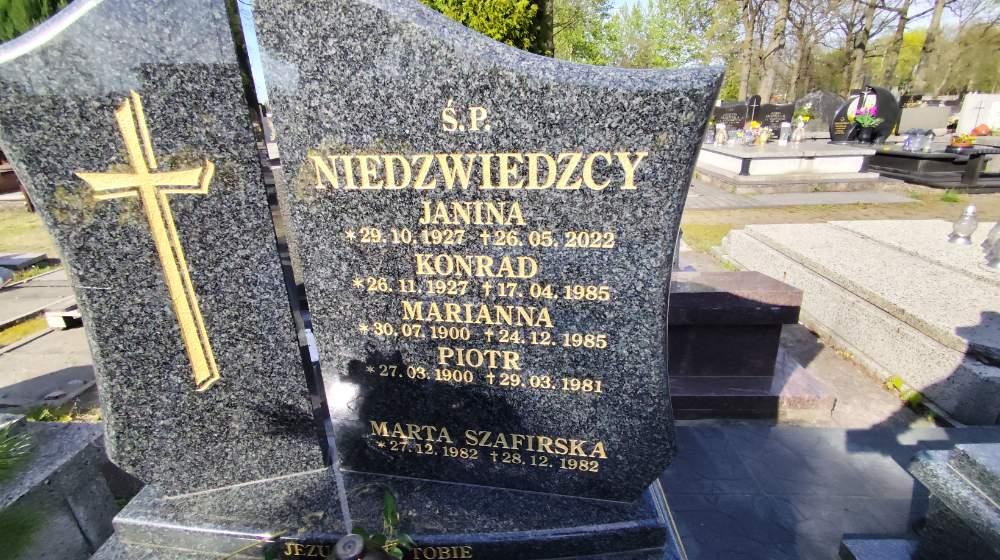 Ś.P.
NIEDZWIEDZCY
JANINA
*29.10.1927 †26.05.2022
KONRAD
*26.11.1927 †17.04.1985
MARIANNA
*30.07.1900 †24.12.1985
PIOTR
*27.03.1900 †29.03.1981
MARTA SZAFIRSKA
*27.12.1982 †28.12.1982
TOBIE